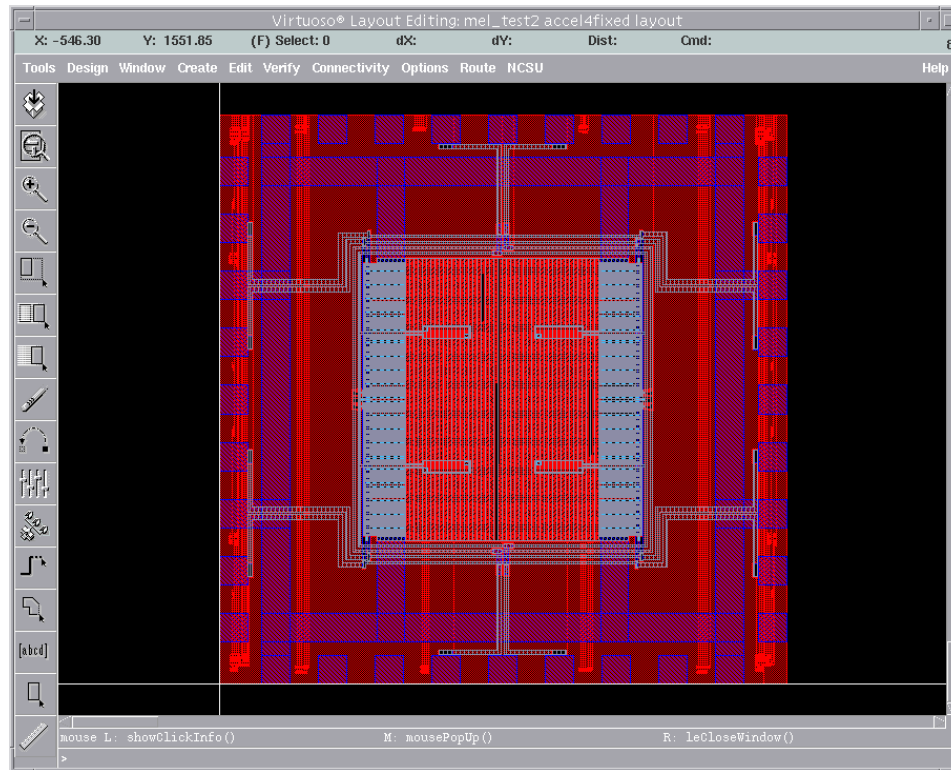 Virtuoso® Layout Editing: mel_test2 accel4fixed layout
X: -546.30 Y: 1551.85 (F) Select: 0 dX: dY: Dist: Cmd:
Tools Design Window Create Edit Verify Connectivity Options Route NCSU Help
[abcd]
mouse L: showClickInfo() M: mousePopUp() R: leCloseWindow()
>